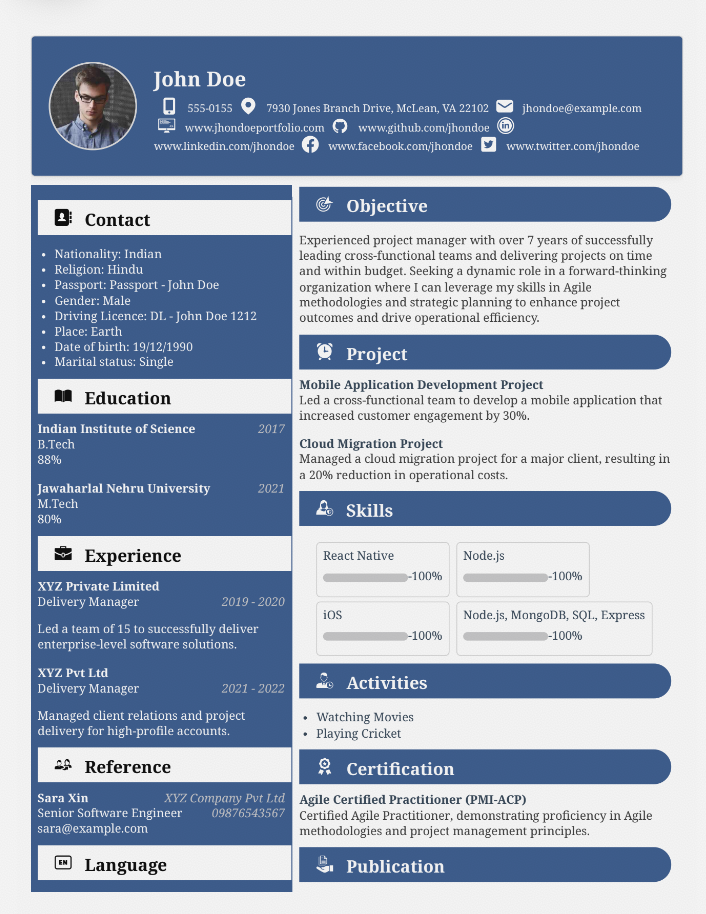 John Doe
555-0155 7930 Jones Branch Drive, McLean, VA 22102 jhondoe@example.com
www.jhondoeportfolio.com www.github.com/jhondoe
www.linkedin.com/jhondoe www.facebook.com/jhondoe www.twitter.com/jhondoe
Contact
• Nationality: Indian
• Religion: Hindu
• Passport: Passport - John Doe
• Gender: Male
• Driving Licence: DL - John Doe 1212
• Place: Earth
• Date of birth: 19/12/1990
• Marital status: Single
Education
Indian Institute of Science 2017
B.Tech
88%
Jawaharlal Nehru University 2021
M.Tech
80%
Experience
XYZ Private Limited
Delivery Manager 2019 - 2020
Led a team of 15 to successfully deliver
enterprise-level software solutions.
XYZ Pvt Ltd
Delivery Manager 2021 - 2022
Managed client relations and project
delivery for high-profile accounts.
Reference
Sara Xin XYZ Company Pvt Ltd
Senior Software Engineer 09876543567
sara@example.com
EN Language
Objective
Experienced project manager with over 7 years of successfully
leading cross-functional teams and delivering projects on time
and within budget. Seeking a dynamic role in a forward-thinking
organization where I can leverage my skills in Agile
methodologies and strategic planning to enhance project
outcomes and drive operational efficiency.
Project
Mobile Application Development Project
Led a cross-functional team to develop a mobile application that
increased customer engagement by 30%.
Cloud Migration Project
Managed a cloud migration project for a major client, resulting in
a 20% reduction in operational costs.
Skills
React Native
-100%
Node.js
-100%
iOS
-100%
Node.js, MongoDB, SQL, Express
-100%
Activities
• Watching Movies
• Playing Cricket
Certification
Agile Certified Practitioner (PMI-ACP)
Certified Agile Practitioner, demonstrating proficiency in Agile
methodologies and project management principles.
Publication